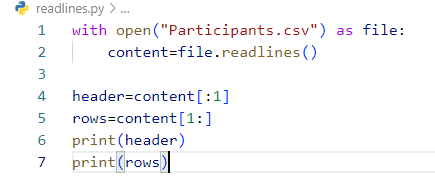 readlines.py > ...
1 with open("Participants.csv") as file:
2     content=file.readlines()
3
4 header=content[:1]
5 rows=content[1:]
6 print(header)
7 print(rows)